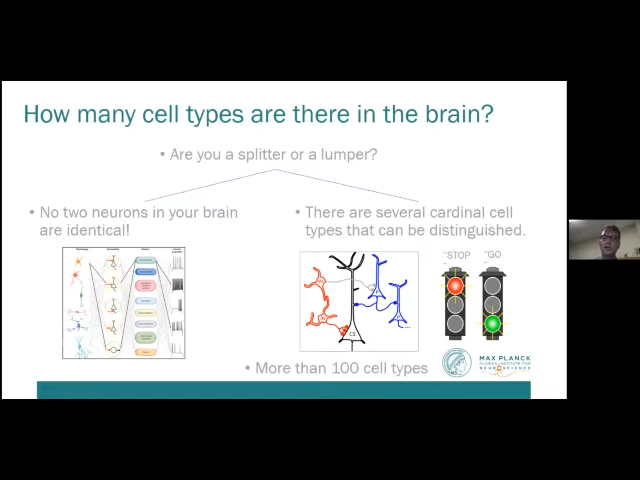 How many cell types are there in the brain?
• Are you a splitter or a lumper?
• No two neurons in your brain
are identical!
• There are several cardinal cell
types that can be distinguished.
"STOP
"GO
CS
• More than 100 cell types
MAX PLANCK
FLORIDA INSTITUTE FOR
NEUROSCIENCE